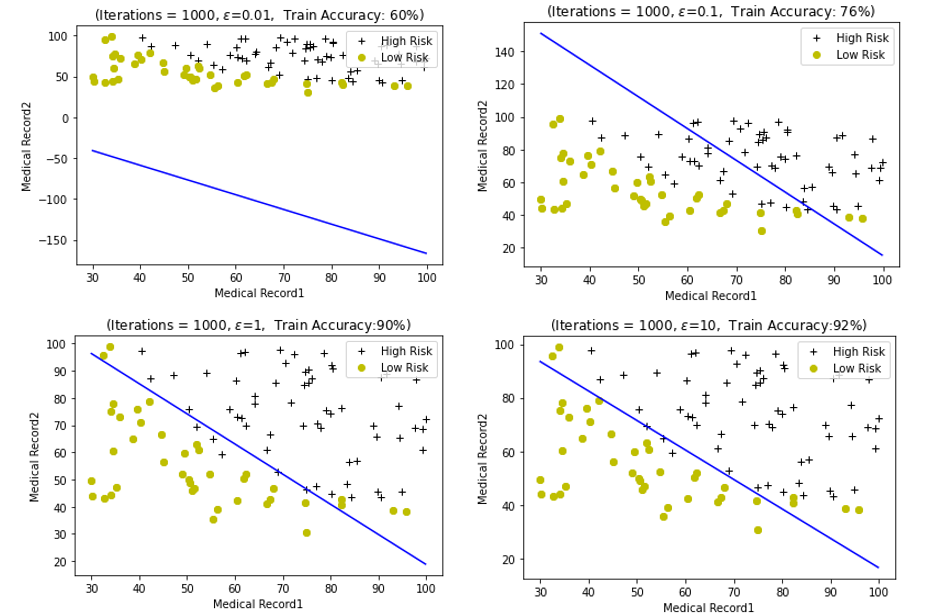 (Iterations = 1000, ε=0.01,  Train Accuracy: 60%)
High Risk
Low Risk
Medical Record2
100
50
0
−50
−100
−150
30 40 50 60 70 80 90 100
Medical Record1
(Iterations = 1000, ε=0.1,  Train Accuracy: 76%)
High Risk
Low Risk
Medical Record2
140
120
100
80
60
40
20
30 40 50 60 70 80 90 100
Medical Record1
(Iterations = 1000, ε=1,  Train Accuracy:90%)
High Risk
Low Risk
Medical Record2
100
90
80
70
60
50
40
30
20
30 40 50 60 70 80 90 100
Medical Record1
(Iterations = 1000, ε=10,  Train Accuracy:92%)
High Risk
Low Risk
Medical Record2
100
80
60
40
20
30 40 50 60 70 80 90 100
Medical Record1